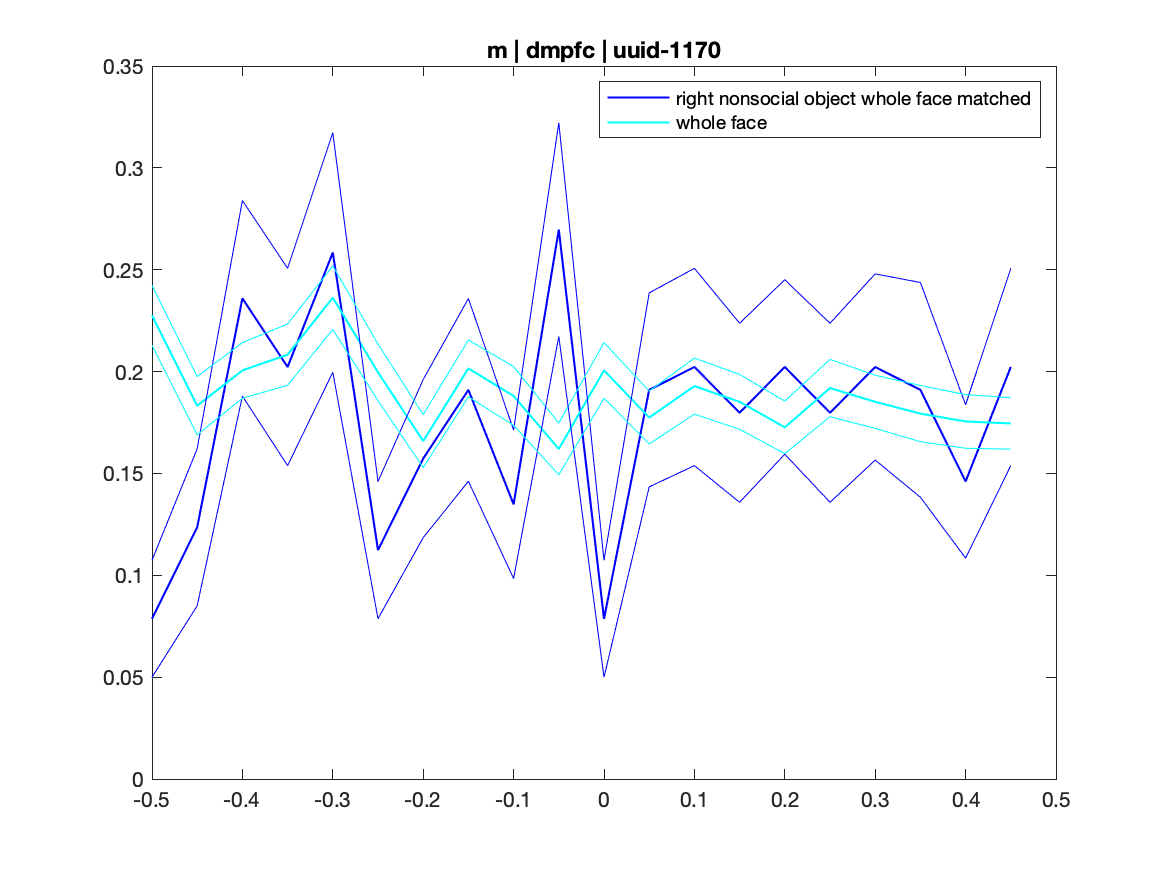 m | dmpfc | uuid-1170
right nonsocial object whole face matched
whole face
0.35
0.3
0.25
0.2
0.15
0.1
0.05
0
-0.5 -0.4 -0.3 -0.2 -0.1 0 0.1 0.2 0.3 0.4 0.5